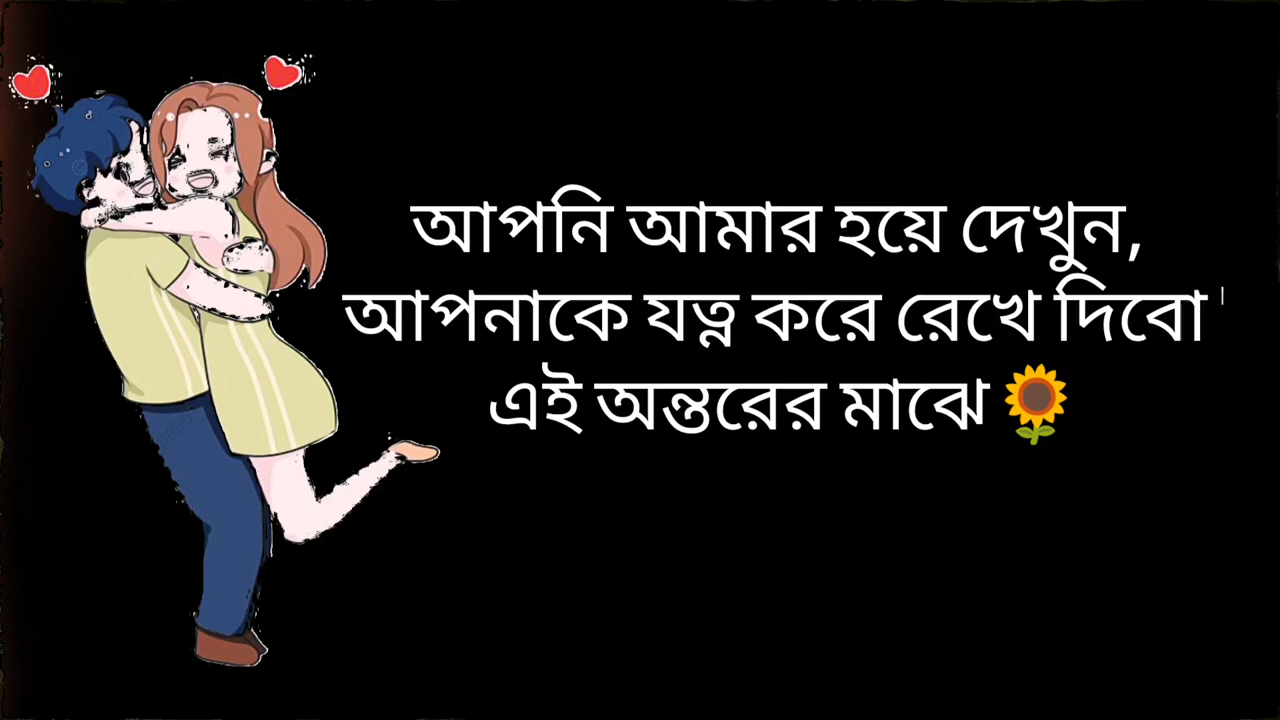 আপনি আমার হয়ে দেখুন,
আপনাকে যত্ন করে রেখে দিবো
এই অন্তরের মাঝে🌻